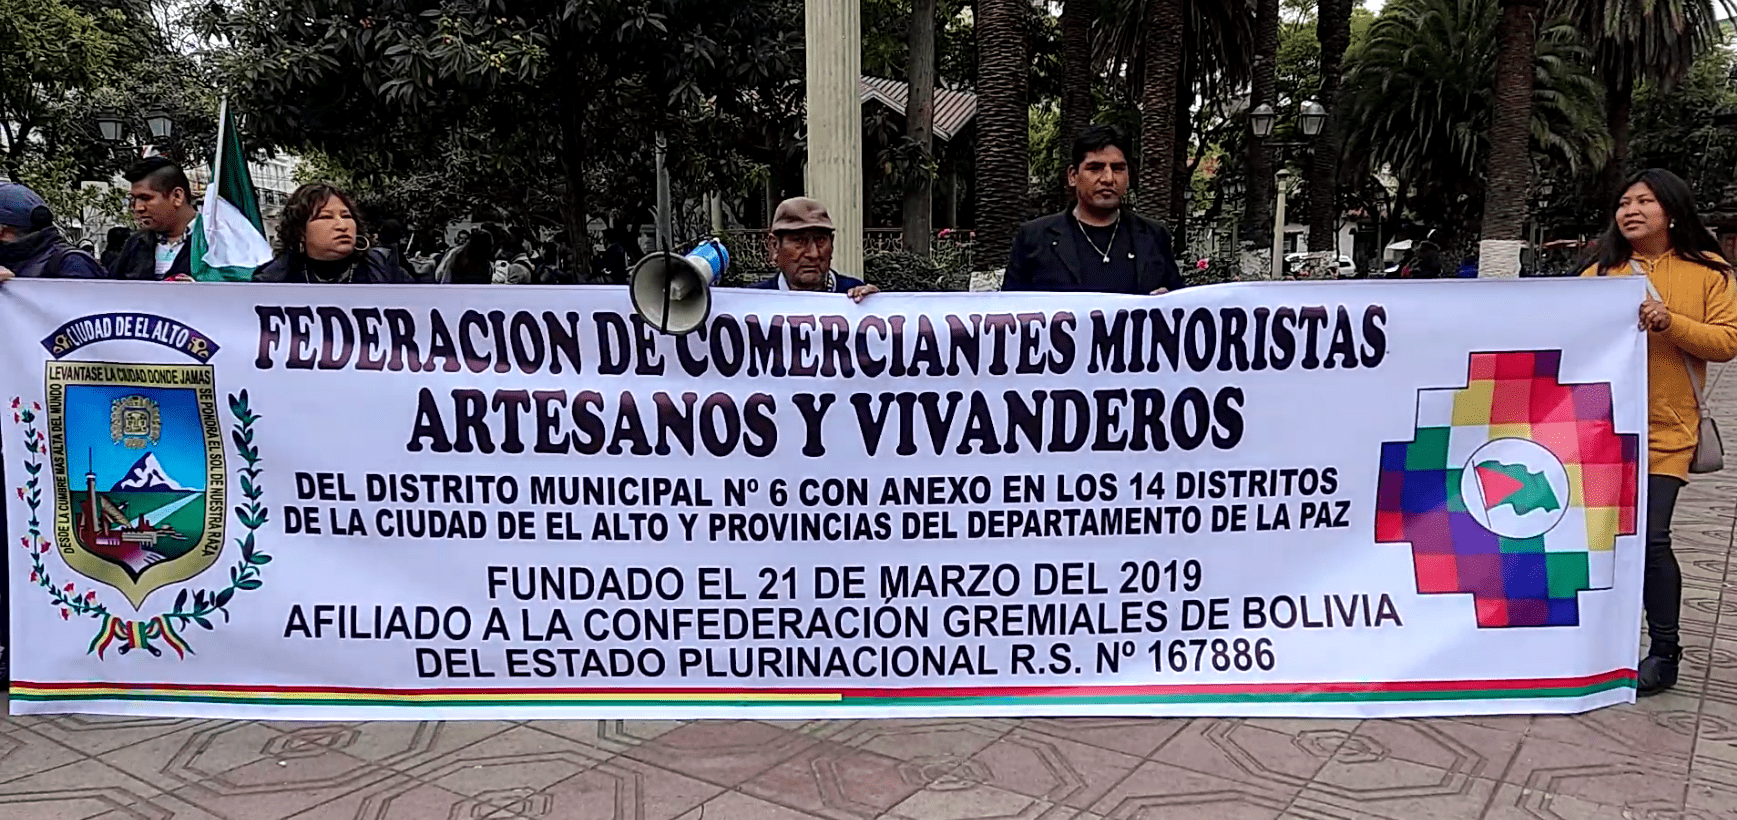 CIUDAD DE EL ALTO
LEVANTASE LA CIUDAD DONDE JAMAS
SE PONDRA EL SOL DE NUESTRA RAZA
DESDE LA CUMBRE MAS ALTA DEL MUNDO
FEDERACION DE COMERCIANTES MINORISTAS
ARTESANOS Y VIVANDEROS
DEL DISTRITO MUNICIPAL Nº 6 CON ANEXO EN LOS 14 DISTRITOS
DE LA CIUDAD DE EL ALTO Y PROVINCIAS DEL DEPARTAMENTO DE LA PAZ
FUNDADO EL 21 DE MARZO DEL 2019
AFILIADO A LA CONFEDERACIÓN GREMIALES DE BOLIVIA
DEL ESTADO PLURINACIONAL R.S. Nº 167886